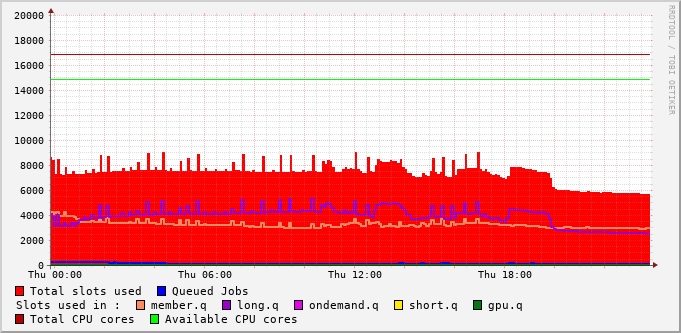 RRDTOOL / TOBI OETIKER
20000
18000
16000
14000
12000
10000
8000
6000
4000
2000
0
Thu 00:00 Thu 06:00 Thu 12:00 Thu 18:00
Total slots used Queued Jobs
Slots used in : member.q long.q ondemand.q short.q gpu.q
Total CPU cores Available CPU cores